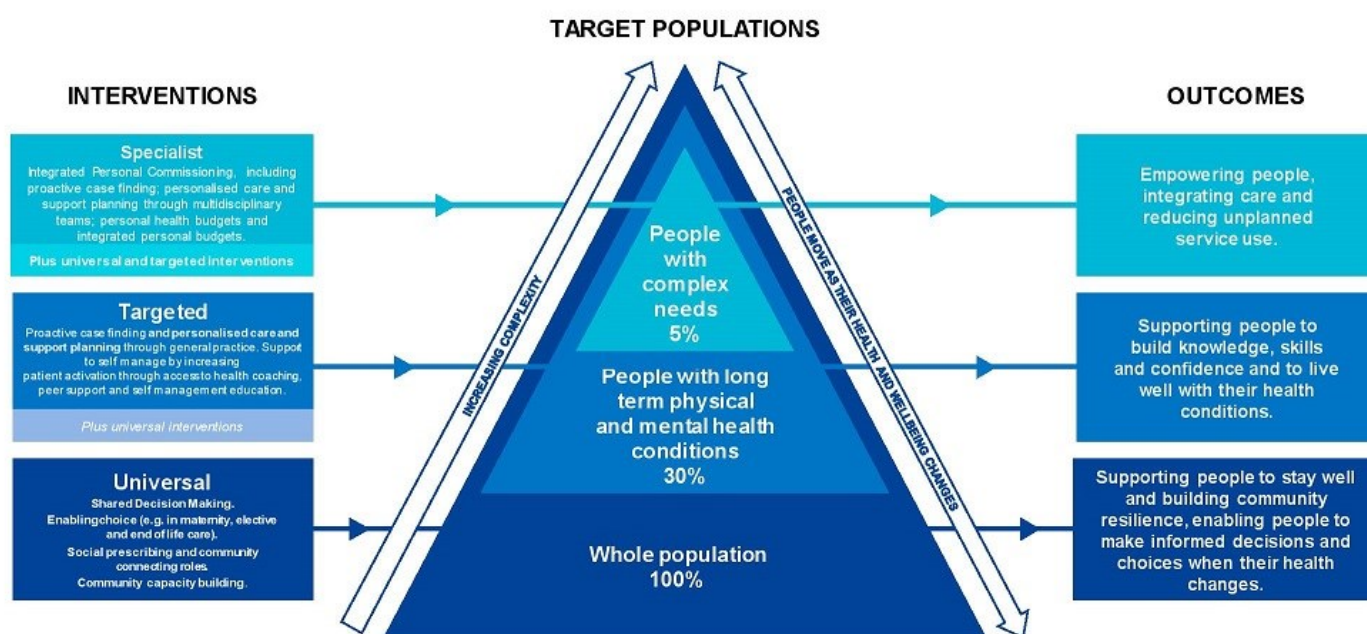 TARGET POPULATIONS
INTERVENTIONS
Specialist
Integrated Personal Commissioning, including
proactive case finding; personalised care and
support planning through multidisciplinary
teams; personal health budgets and
integrated personal budgets.
Plus universal and targeted interventions
Targeted
Proactive case finding and personalised care and
support planning through general practice. Support
to self manage by increasing
patient activation through access to health coaching,
peer support and self management education.
Plus universal interventions
Universal
Shared Decision Making.
Enablingchoice (e.g. in maternity, elective
and end of life care).
Social prescribing and community
connecting roles.
Community capacity building.
INCREASING COMPLEXITY
People
with
complex
needs
5%
People with long
term physical
and mental health
conditions
30%
Whole population
100%
PEOPLE MOVE AS THEIR HEALTH AND WELLBEING CHANGES
OUTCOMES
Empowering people,
integrating care and
reducing unplanned
service use.
Supporting people to
build knowledge, skills
and confidence and to live
well with their health
conditions.
Supporting people to stay well
and building community
resilience, enabling people to
make informed decisions and
choices when their health
changes.